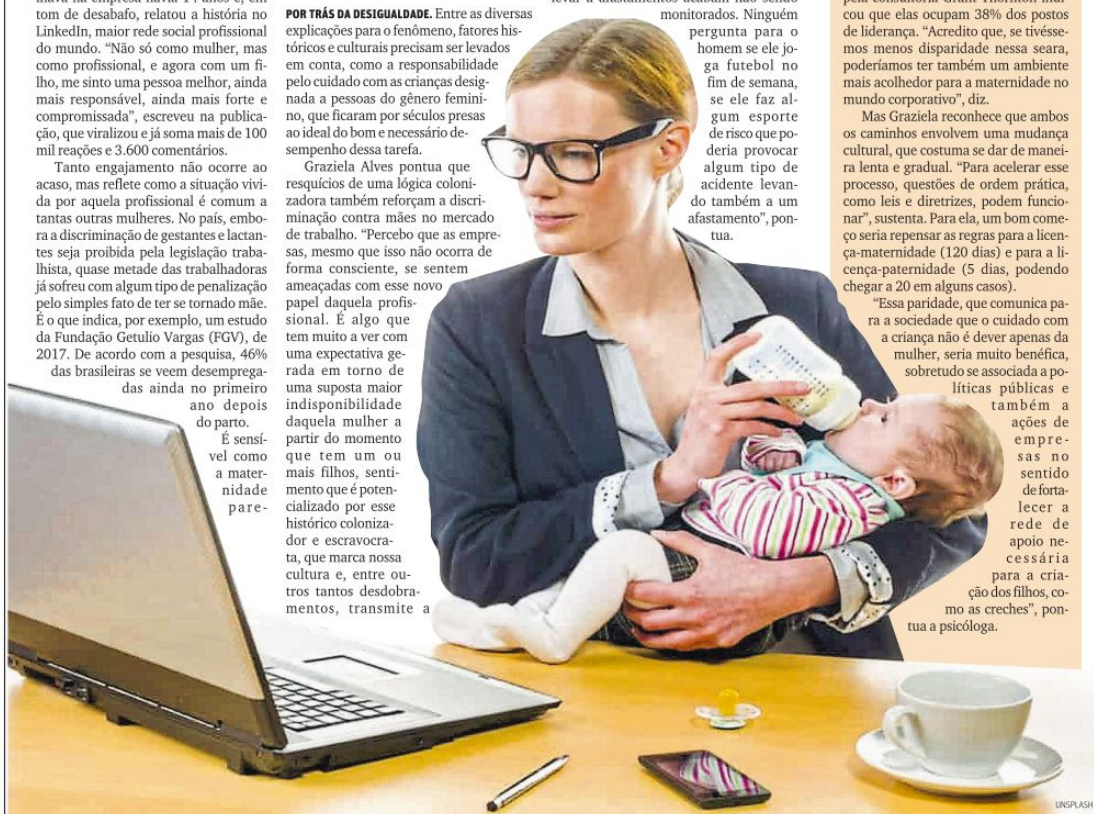 tom de desabafo, relatou a história no
LinkedIn, maior rede social profissional
do mundo. “Não só como mulher, mas
como profissional, e agora com um fi-
lho, me sinto uma pessoa melhor, ainda
mais responsável, ainda mais forte e
compromissada”, escreveu na publica-
ção, que viralizou e já soma mais de 100
mil reações e 3.600 comentários.
Tanto engajamento não ocorre ao
acaso, mas reflete como a situação vivi-
da por aquela profissional é comum a
tantas outras mulheres. No país, embo-
ra a discriminação de gestantes e lactan-
tes seja proibida pela legislação traba-
lhista, quase metade das trabalhadoras
já sofreu com algum tipo de penalização
pelo simples fato de ter se tornado mãe.
É o que indica, por exemplo, um estudo
da Fundação Getulio Vargas (FGV), de
2017. De acordo com a pesquisa, 46%
das brasileiras se veem desemprega-
das ainda no primeiro
ano depois
do parto.
É sensí-
vel como
a mater-
nidade
pare-
POR TRÁS DA DESIGUALDADE. Entre as diversas
explicações para o fenômeno, fatores his-
tóricos e culturais precisam ser levados
em conta, como a responsabilidade
pelo cuidado com as crianças desig-
nada a pessoas do gênero femini-
no, que ficaram por séculos presas
ao ideal do bom e necessário de-
sempenho dessa tarefa.
Graziela Alves pontua que
resquícios de uma lógica coloni-
zadora também reforçam a discri-
minação contra mães no mercado
de trabalho. “Percebo que as empre-
sas, mesmo que isso não ocorra de
forma consciente, se sentem
ameaçadas com esse novo
papel daquela profis-
sional. É algo que
tem muito a ver com
uma expectativa ge-
rada em torno de
uma suposta maior
indisponibilidade
daquela mulher a
partir do momento
que tem um ou
mais filhos, senti-
mento que é poten-
cializado por esse
histórico coloniza-
dor e escravocra-
ta, que marca nossa
cultura e, entre ou-
tros tantos desdobra-
mentos, transmite a
monitorados. Ninguém
pergunta para o
homem se ele jo-
ga futebol no
fim de semana,
se ele faz al-
gum esporte
de risco que po-
deria provocar
algum tipo de
acidente levan-
do também a um
afastamento”, pon-
tua.
cou que elas ocupam 38% dos postos
de liderança. “Acredito que, se tivésse-
mos menos disparidade nessa seara,
poderíamos ter também um ambiente
mais acolhedor para a maternidade no
mundo corporativo”, diz.
Mas Graziela reconhece que ambos
os caminhos envolvem uma mudança
cultural, que costuma se dar de manei-
ra lenta e gradual. “Para acelerar esse
processo, questões de ordem prática,
como leis e diretrizes, podem funcio-
nar”, sustenta. Para ela, um bom come-
ço seria repensar as regras para a licen-
ça-maternidade (120 dias) e para a li-
cença-paternidade (5 dias, podendo
chegar a 20 em alguns casos).
“Essa paridade, que comunica pa-
ra a sociedade que o cuidado com
a criança não é dever apenas da
mulher, seria muito benéfica,
sobretudo se associada a po-
líticas públicas e
também a
ações de
empre-
sas no
sentido
de forta-
lecer a
rede de
apoio ne-
cessária
para a cria-
ção dos filhos, co-
mo as creches”, pon-
tua a psicóloga.
UNSPLASH